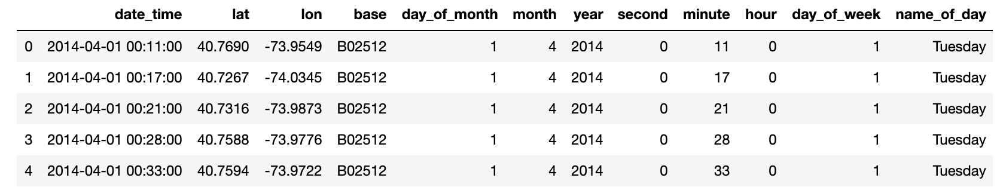 date_time lat lon base day_of_month month year second minute hour day_of_week name_of_day
0 2014-04-01 00:11:00 40.7690 -73.9549 B02512 1 4 2014 0 11 0 1 Tuesday
1 2014-04-01 00:17:00 40.7267 -74.0345 B02512 1 4 2014 0 17 0 1 Tuesday
2 2014-04-01 00:21:00 40.7316 -73.9873 B02512 1 4 2014 0 21 0 1 Tuesday
3 2014-04-01 00:28:00 40.7588 -73.9776 B02512 1 4 2014 0 28 0 1 Tuesday
4 2014-04-01 00:33:00 40.7594 -73.9722 B02512 1 4 2014 0 33 0 1 Tuesday